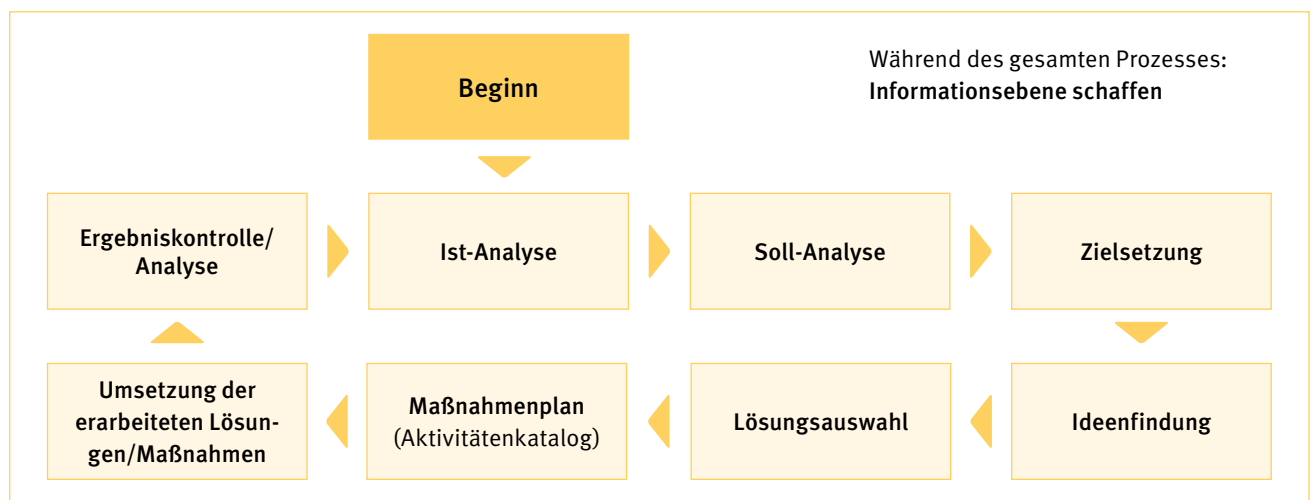 Beginn
Während des gesamten Prozesses:
Informationsebene schaffen
Ergebniskontrolle/
Analyse
Ist-Analyse
Soll-Analyse
Zielsetzung
Umsetzung der
erarbeiteten Lösun-
gen/Maßnahmen
Maßnahmenplan
(Aktivitätenkatalog)
Lösungsauswahl
Ideenfindung